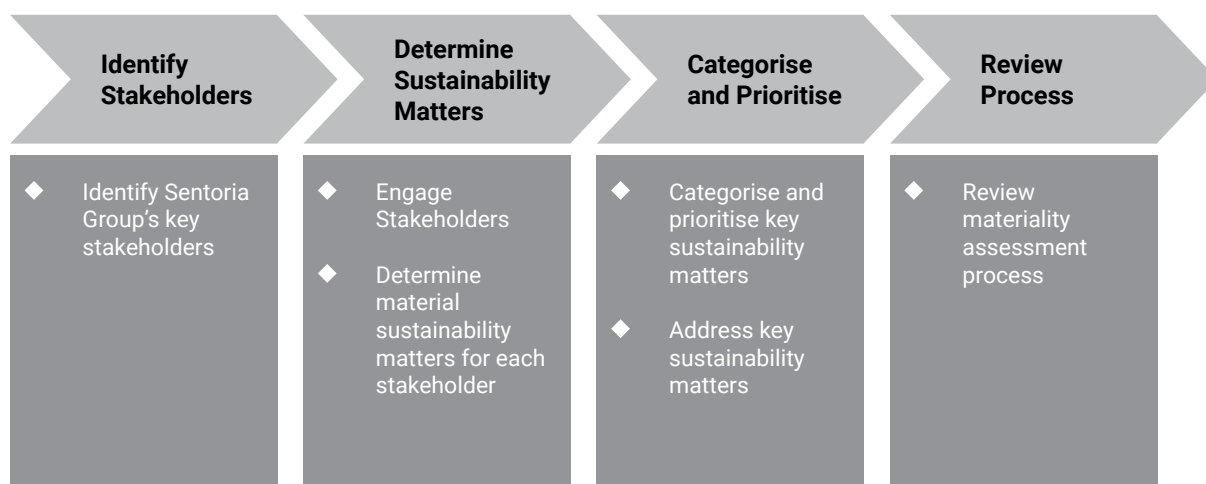 Identify
Stakeholders
Determine
Sustainability
Matters
Categorise
and Prioritise
Review
Process
Identify Sentoria
Group’s key
stakeholders
Engage
Stakeholders
Determine
material
sustainability
matters for each
stakeholder
Categorise and
prioritise key
sustainability
matters
Address key
sustainability
matters
Review
materiality
assessment
process